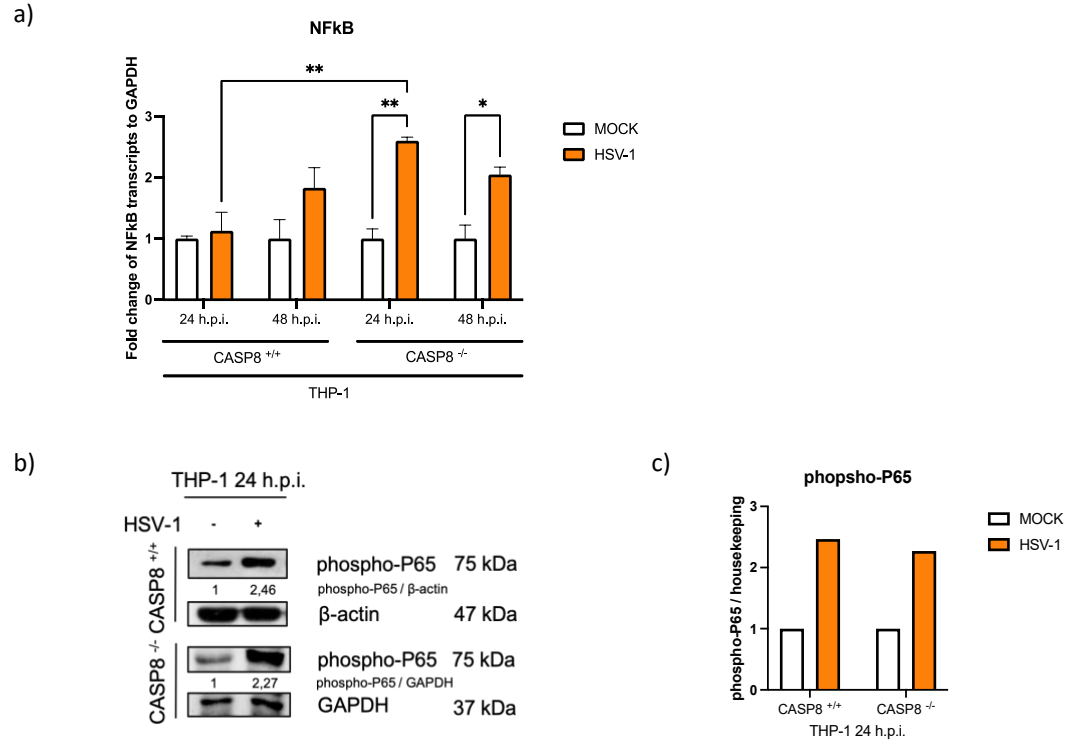 a)
NFkB
Fold change of NFkB transcripts to GAPDH
**
** *
3
2
1
0
MOCK
HSV-1
24 h.p.i. 48 h.p.i. 24 h.p.i. 48 h.p.i.
CASP8 +/+ CASP8 -/-
THP-1
b)
THP-1 24 h.p.i.
HSV-1 - +
CASP8 +/+
phospho-P65 75 kDa
1 2,46 phospho-P65 / β-actin
β-actin 47 kDa
CASP8 -/-
phospho-P65 75 kDa
1 2,27 phospho-P65 / GAPDH
GAPDH 37 kDa
c)
phopsho-P65
phospho-P65 / housekeeping
3
2
1
0
MOCK
HSV-1
CASP8 +/+ CASP8 -/-
THP-1 24 h.p.i.